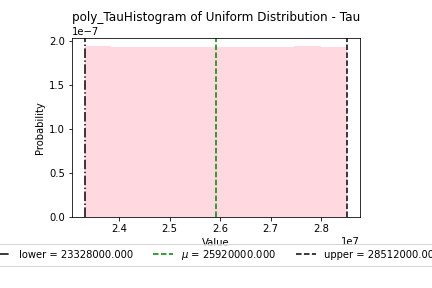 poly_TauHistogram of Uniform Distribution - Tau
1e−7
2.0
1.5
1.0
0.5
0.0
Probability
2.4 2.5 2.6 2.7 2.8
Value
1e7
lower = 23328000.000 μ = 25920000.000 upper = 28512000.00